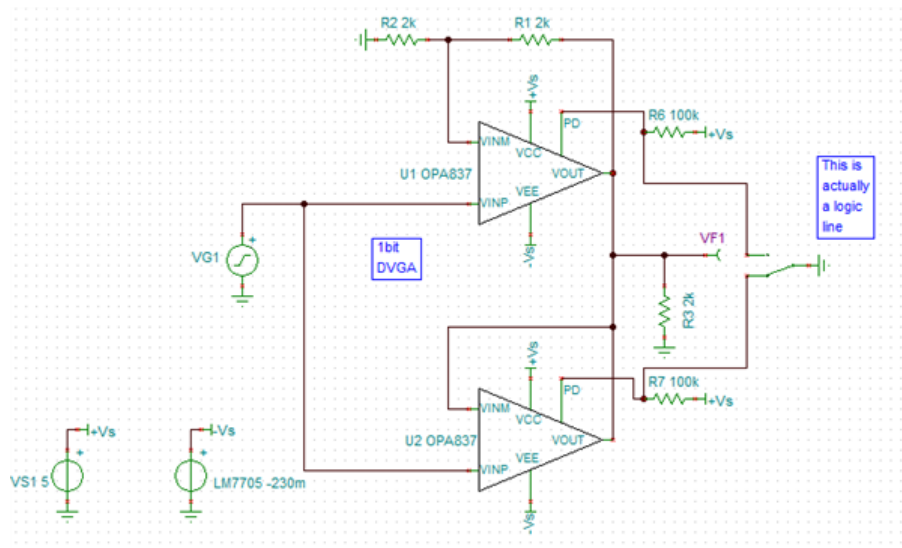 R2 2k
R1 2k
+Vs
PD
R6 100k
+Vs
VINM
VCC
U1 OPA837
VOUT
VEE
VINP
-Vs
This is
actually
a logic
line
VG1
+
1bit
DVGA
VF1
R3 2k
+Vs
PD
R7 100k
+Vs
VINM
VCC
U2 OPA837
VOUT
VEE
VINP
-Vs
+Vs
-Vs
+
+
VS1 5
LM7705 -230m